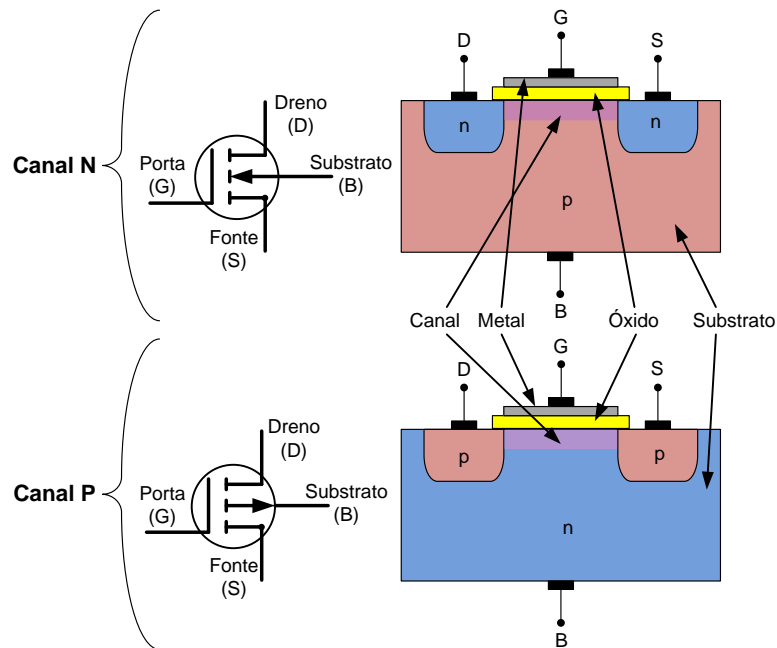 Canal N
Dreno
(D)
Porta
(G)
Substrato
(B)
Fonte
(S)
D
G
S
n
n
p
B
Canal
Metal
Óxido
Substrato
Canal P
Dreno
(D)
Porta
(G)
Substrato
(B)
Fonte
(S)
D
G
S
p
p
n
B